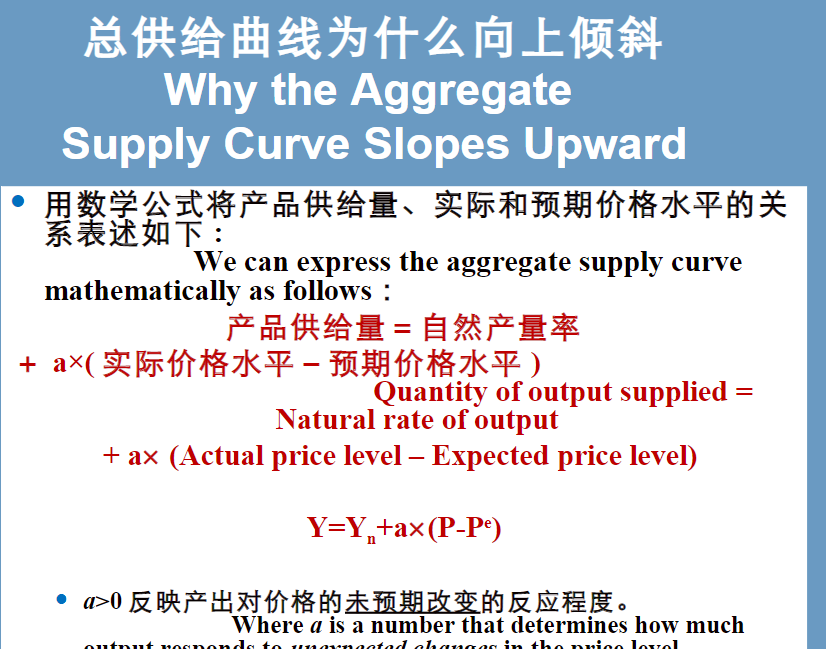 总供给曲线为什么向上倾斜
Why the Aggregate
Supply Curve Slopes Upward
• 用数学公式将产品供给量、实际和预期价格水平的关
系表述如下：
We can express the aggregate supply curve
mathematically as follows：
产品供给量 = 自然产量率
+ a×( 实际价格水平 – 预期价格水平 )
Quantity of output supplied =
Natural rate of output
+ a× (Actual price level – Expected price level)
Y=Yₙ+a×(P-Pᵉ)
• a>0 反映产出对价格的未预期改变的反应程度。
Where a is a number that determines how much
output responds to unexpected changes in the price level